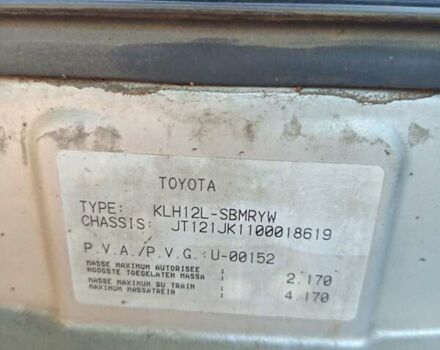 TOYOTA
TYPE: KLH12L-SBMRYW
CHASSIS: JT121JK1100018619
P.V.A./P.V.G.:U-00152
MASSE MAXIMUM AUTORISEE
HOOGSTE TOEGELATEN MASSA : 2.170
MASSE MAXIMUM DU TRAIN
MAXIMUM MASSATREIN : 4.170